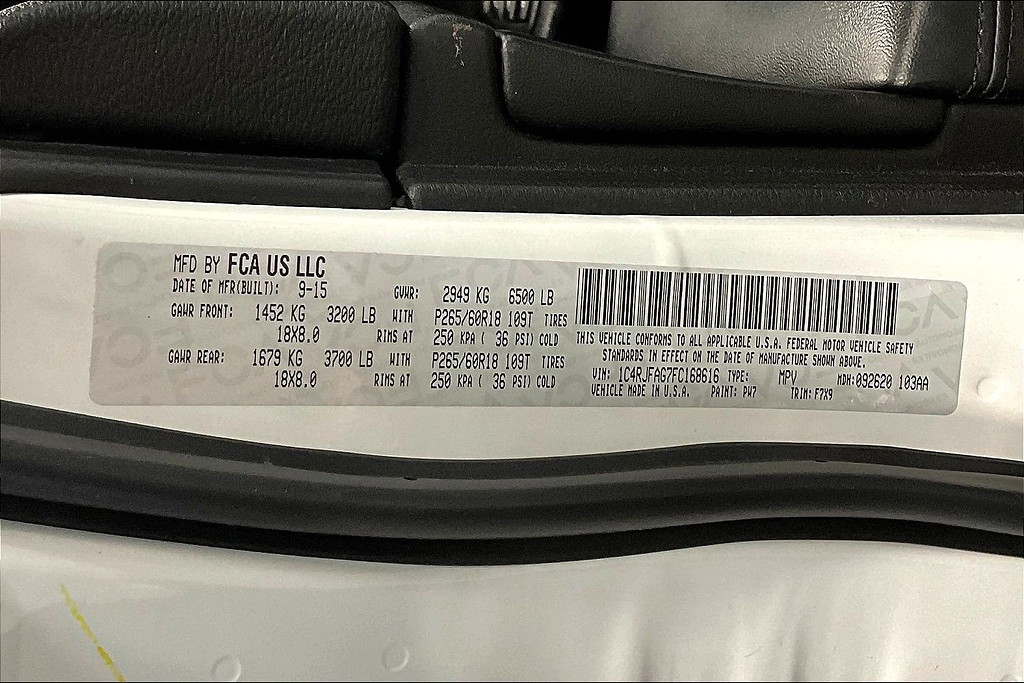 MFD BY FCA US LLC
DATE OF MFR(BUILT): 9-15 GVWR: 2949 KG 6500 LB
GAWR FRONT: 1452 KG 3200 LB WITH P265/60R18 109T TIRES
18X8.0 RIMS AT 250 KPA ( 36 PSI) COLD
GAWR REAR: 1679 KG 3700 LB WITH P265/60R18 109T TIRES
18X8.0 RIMS AT 250 KPA ( 36 PSI) COLD
THIS VEHICLE CONFORMS TO ALL APPLICABLE U.S.A. FEDERAL MOTOR VEHICLE SAFETY
STANDARDS IN EFFECT ON THE DATE OF MANUFACTURE SHOWN ABOVE.
VIN: 1C4RJFAG7FC168616 TYPE: MPV MDH: 092620 103AA
VEHICLE MADE IN U.S.A. PAINT: PW7 TRIM: F7X9